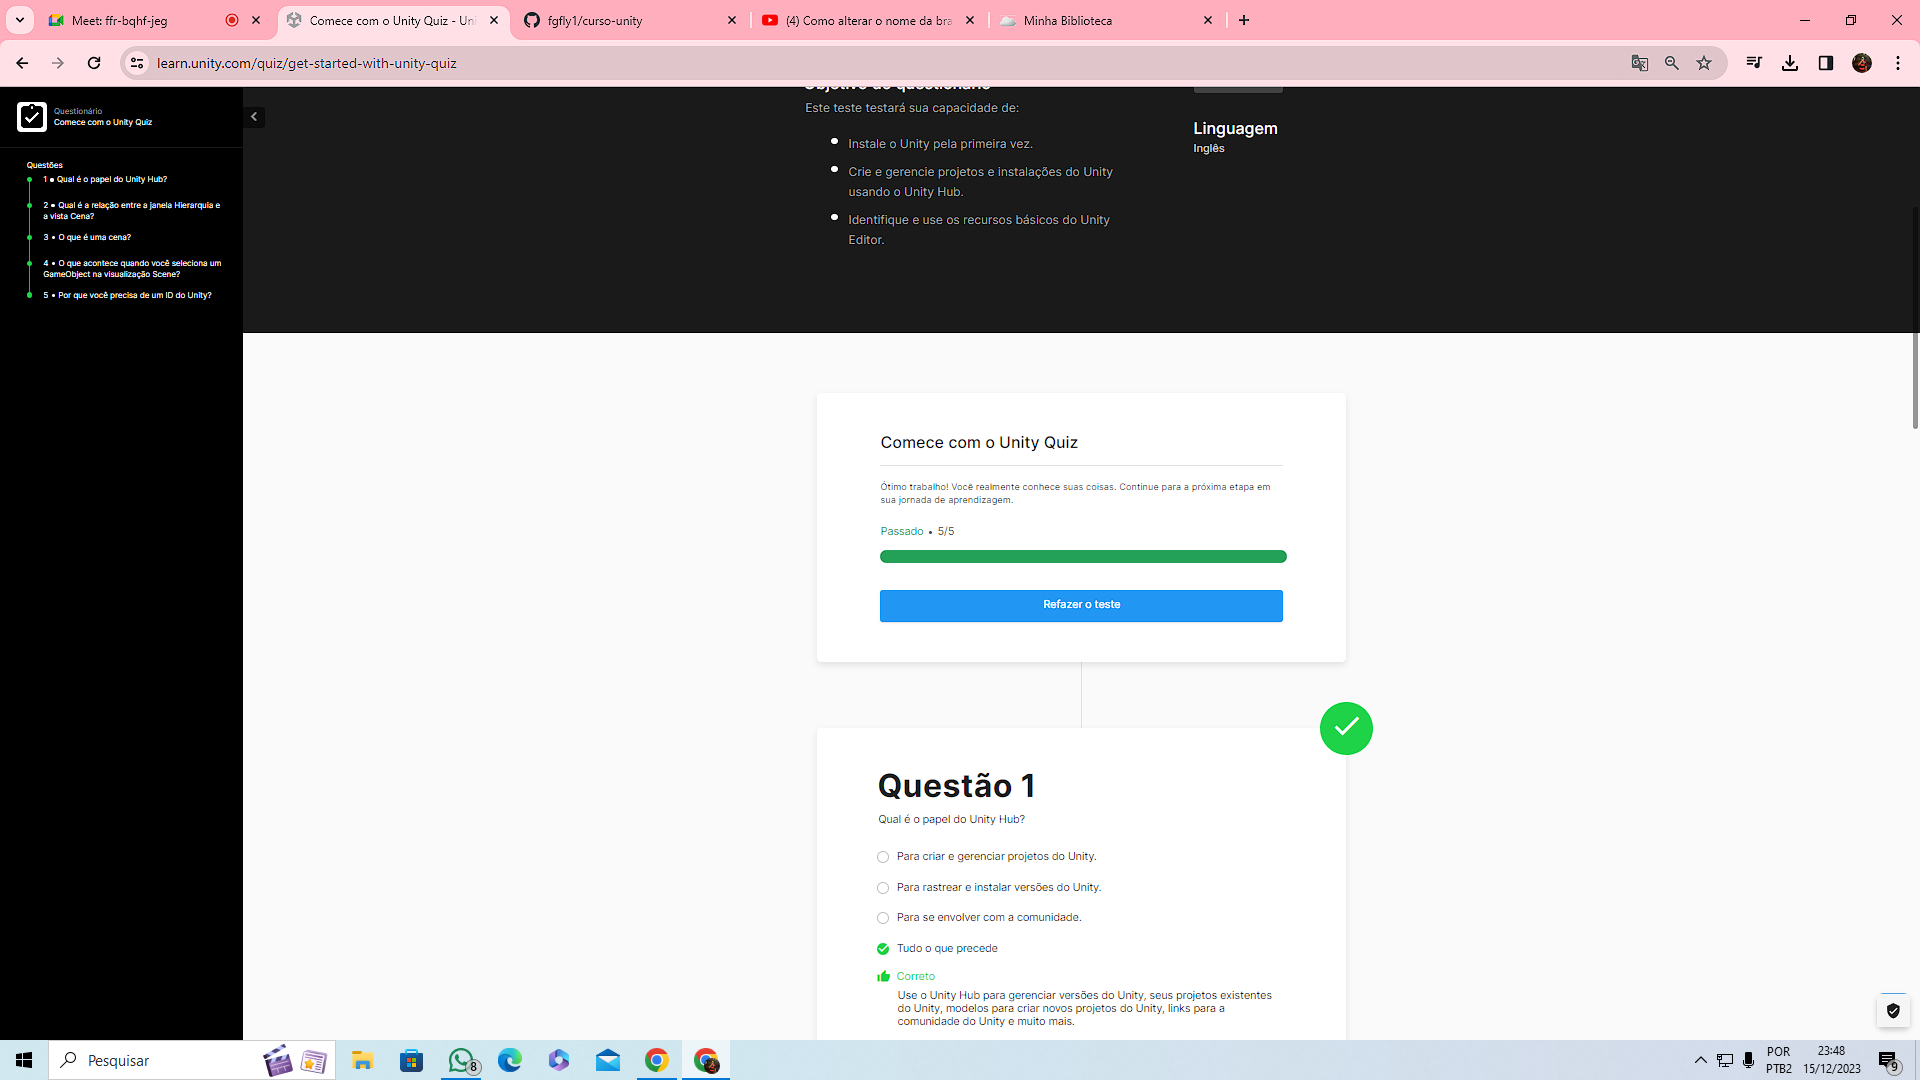 Meet: ffr-bqhf-jeg
Comece com o Unity Quiz - Uni
fgfly1/curso-unity
(4) Como alterar o nome da bra
Minha Biblioteca
learn.unity.com/quiz/get-started-with-unity-quiz
Questionário
Comece com o Unity Quiz
Questões
1 • Qual é o papel do Unity Hub?
2 • Qual é a relação entre a janela Hierarquia e
a vista Cena?
3 • O que é uma cena?
4 • O que acontece quando você seleciona um
GameObject na visualização Scene?
5 • Por que você precisa de um ID do Unity?
Objetivo do questionário
Este teste testará sua capacidade de:
• Instale o Unity pela primeira vez.
• Crie e gerencie projetos e instalações do Unity
usando o Unity Hub.
• Identifique e use os recursos básicos do Unity
Editor.
Linguagem
Inglês
Comece com o Unity Quiz
Ótimo trabalho! Você realmente conhece suas coisas. Continue para a próxima etapa em
sua jornada de aprendizagem.
Passado • 5/5
Refazer o teste
Questão 1
Qual é o papel do Unity Hub?
Para criar e gerenciar projetos do Unity.
Para rastrear e instalar versões do Unity.
Para se envolver com a comunidade.
Tudo o que precede
Correto
Use o Unity Hub para gerenciar versões do Unity, seus projetos existentes
do Unity, modelos para criar novos projetos do Unity, links para a
comunidade do Unity e muito mais.
Pesquisar
8
POR
PTB2
23:48
15/12/2023
9